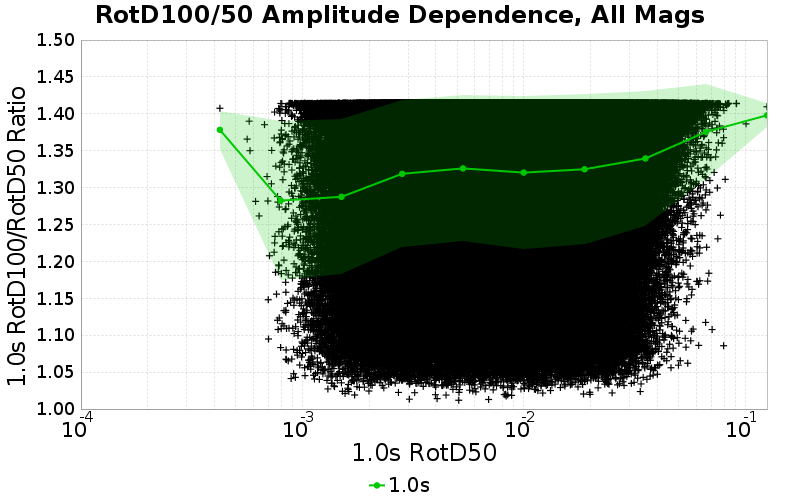 RotD100/50 Amplitude Dependence, All Mags
1.0s RotD100/RotD50 Ratio
1.50
1.45
1.40
1.35
1.30
1.25
1.20
1.15
1.10
1.05
1.00
10^-4 10^-3 10^-2 10^-1
1.0s RotD50
1.0s